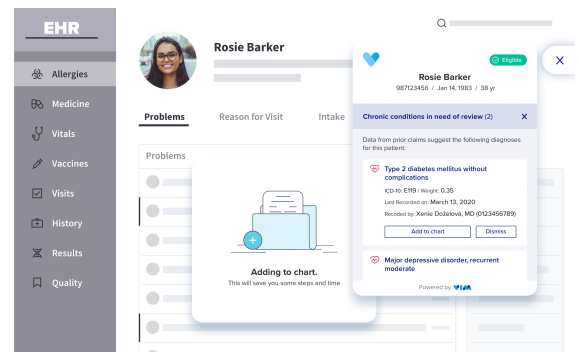 EHR
Allergies
Medicine
Vitals
Vaccines
Visits
History
Results
Quality
Rosie Barker
Problems
Reason for Visit
Intake
Problems
Adding to chart.
This will save you some steps and time
Eligible
Rosie Barker
987123456 / Jan 14, 1983 / 38 yr
Chronic conditions in need of review (2)
Data from prior claims suggest the following diagnoses
for this patient:
Type 2 diabetes mellitus without
complications
ICD-10: E119 / Weight: 0.35
Last Recorded on: March 13, 2020
Recoded by: Xenie Doželová, MD (0123456789)
Add to chart
Dismiss
Major depressive disorder, recurrent
moderate
Powered by VIM